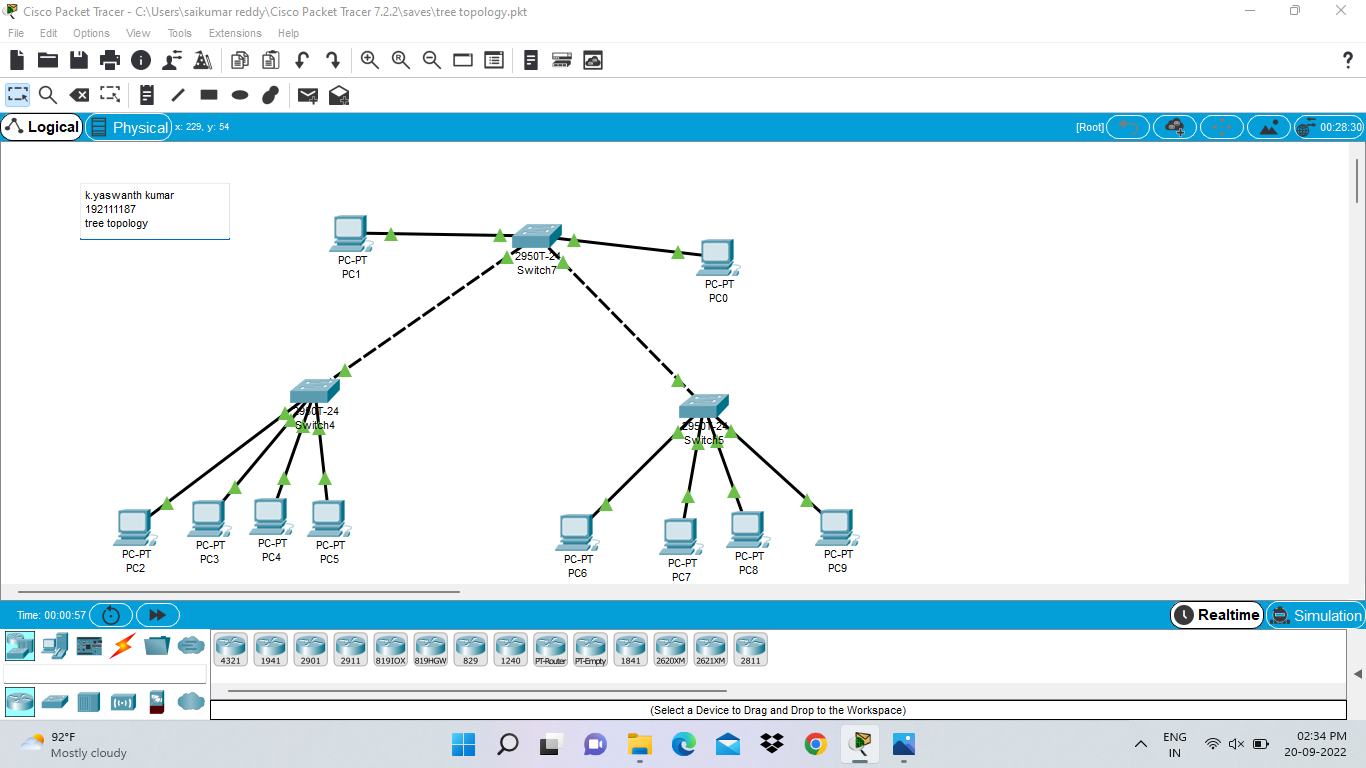 Cisco Packet Tracer - C:\Users\saikumar reddy\Cisco Packet Tracer 7.2.2\saves\tree topology.pkt
File Edit Options View Tools Extensions Help
Logical Physical x: 229, y: 54 [Root] 00:28:30
k.yaswanth kumar
192111187
tree topology
PC-PT
PC1
2950T-24
Switch7
PC-PT
PC0
2950T-24
Switch4
2950T-24
Switch5
PC-PT
PC2
PC-PT
PC3
PC-PT
PC4
PC-PT
PC5
PC-PT
PC6
PC-PT
PC7
PC-PT
PC8
PC-PT
PC9
Time: 00:00:57 Realtime Simulation
4321 1941 2901 2911 819IOX 819HGW 829 1240 PT-Router PT-Empty 1841 2620XM 2621XM 2811
(Select a Device to Drag and Drop to the Workspace)
92°F
Mostly cloudy
ENG
IN
02:34 PM
20-09-2022